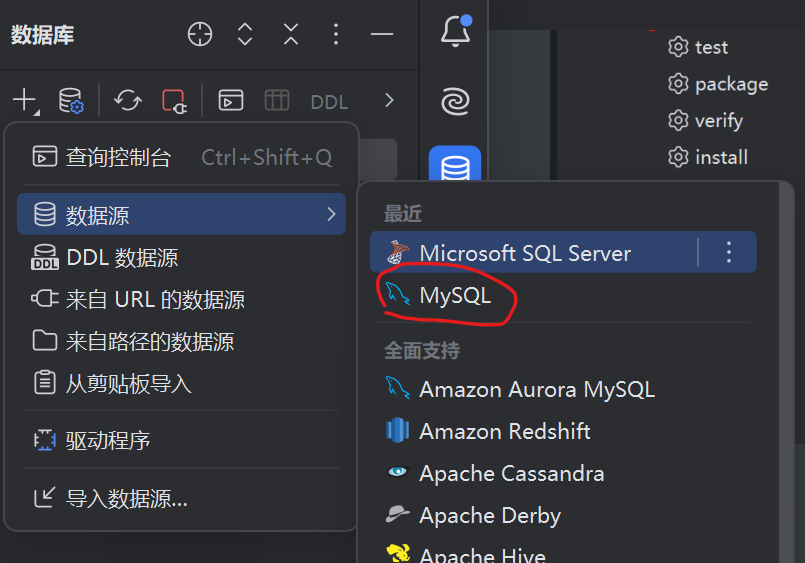 数据库
DDL
查询控制台 Ctrl+Shift+Q
数据源
DDL 数据源
来自 URL 的数据源
来自路径的数据源
从剪贴板导入
驱动程序
导入数据源...
test
package
verify
install
最近
Microsoft SQL Server
MySQL
全面支持
Amazon Aurora MySQL
Amazon Redshift
Apache Cassandra
Apache Derby
Apache Hive